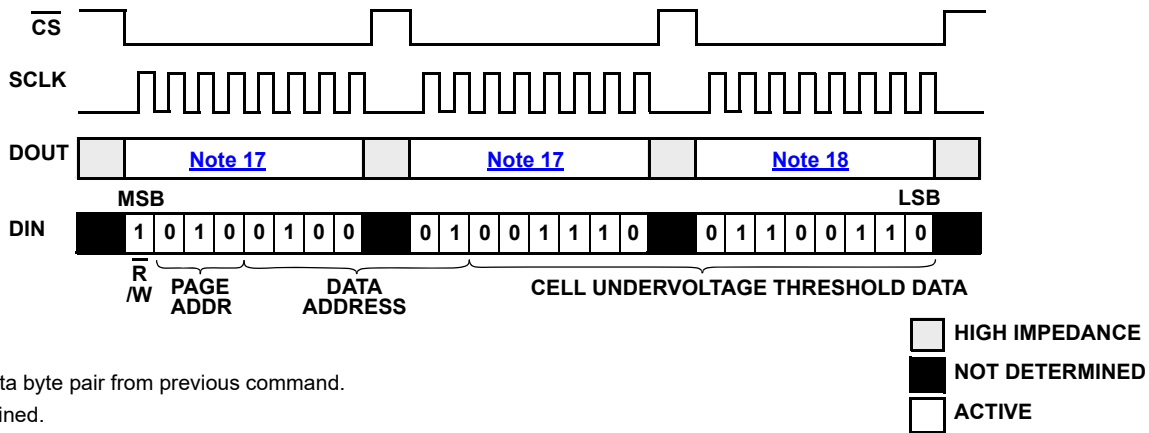 CS
SCLK
DOUT Note 17 Note 17 Note 18
MSB LSB
DIN 1 0 1 0 0 1 0 0 0 1 0 0 1 1 1 0 0 1 1 0 0 1 1 0
R
/W
PAGE
ADDR
DATA
ADDRESS
CELL UNDERVOLTAGE THRESHOLD DATA
HIGH IMPEDANCE
NOT DETERMINED
ACTIVE
ta byte pair from previous command.
ined.